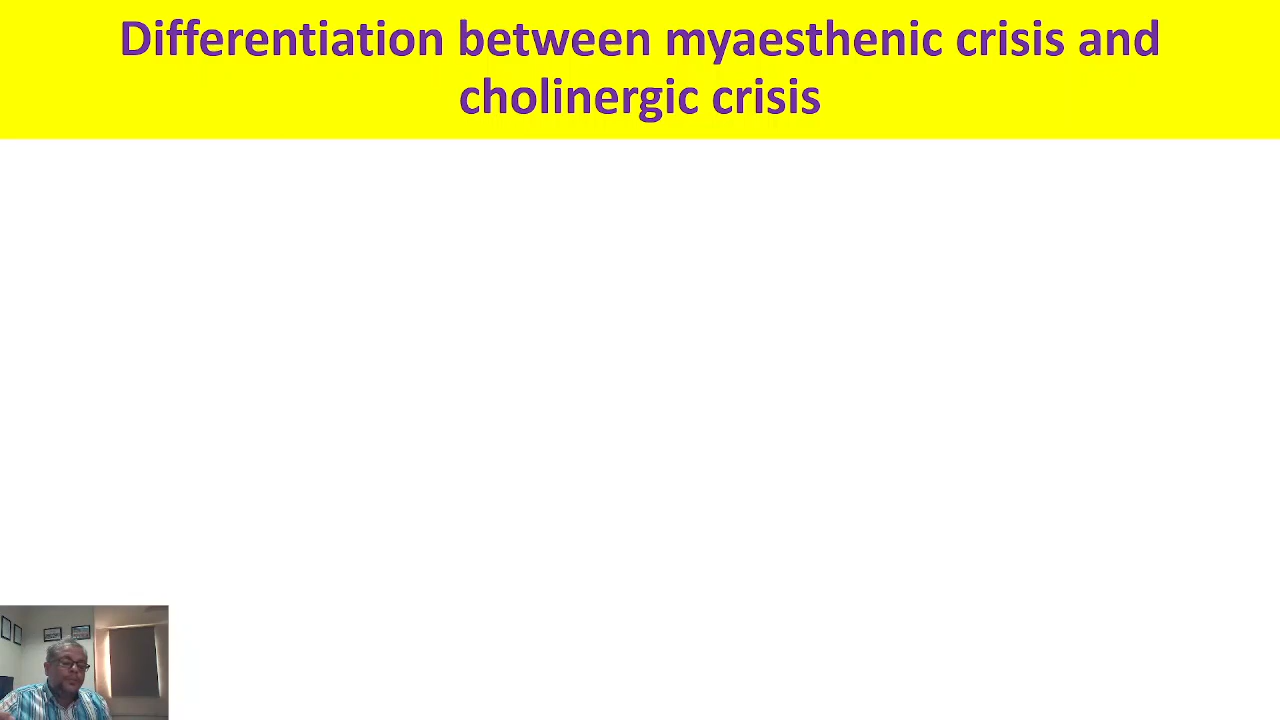 Differentiation between myaesthenic crisis and
cholinergic crisis